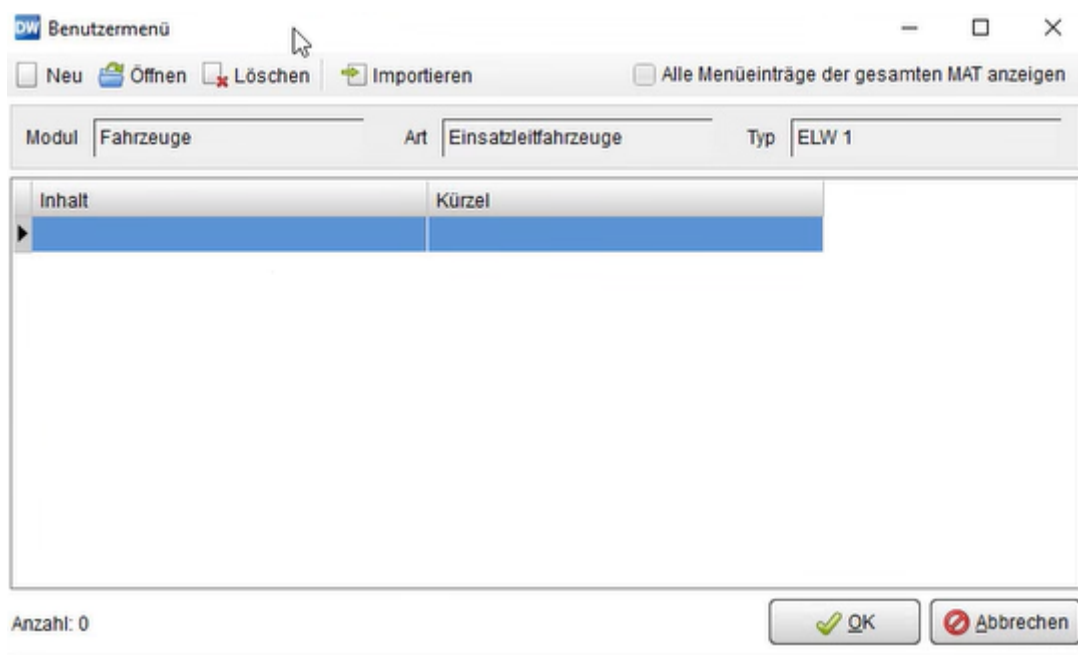 DW Benutzermenü
Neu Öffnen Löschen Importieren Alle Menüeinträge der gesamten MAT anzeigen
Modul Fahrzeuge Art Einsatzleitfahrzeuge Typ ELW 1
Inhalt Kürzel
Anzahl: 0 OK Abbrechen